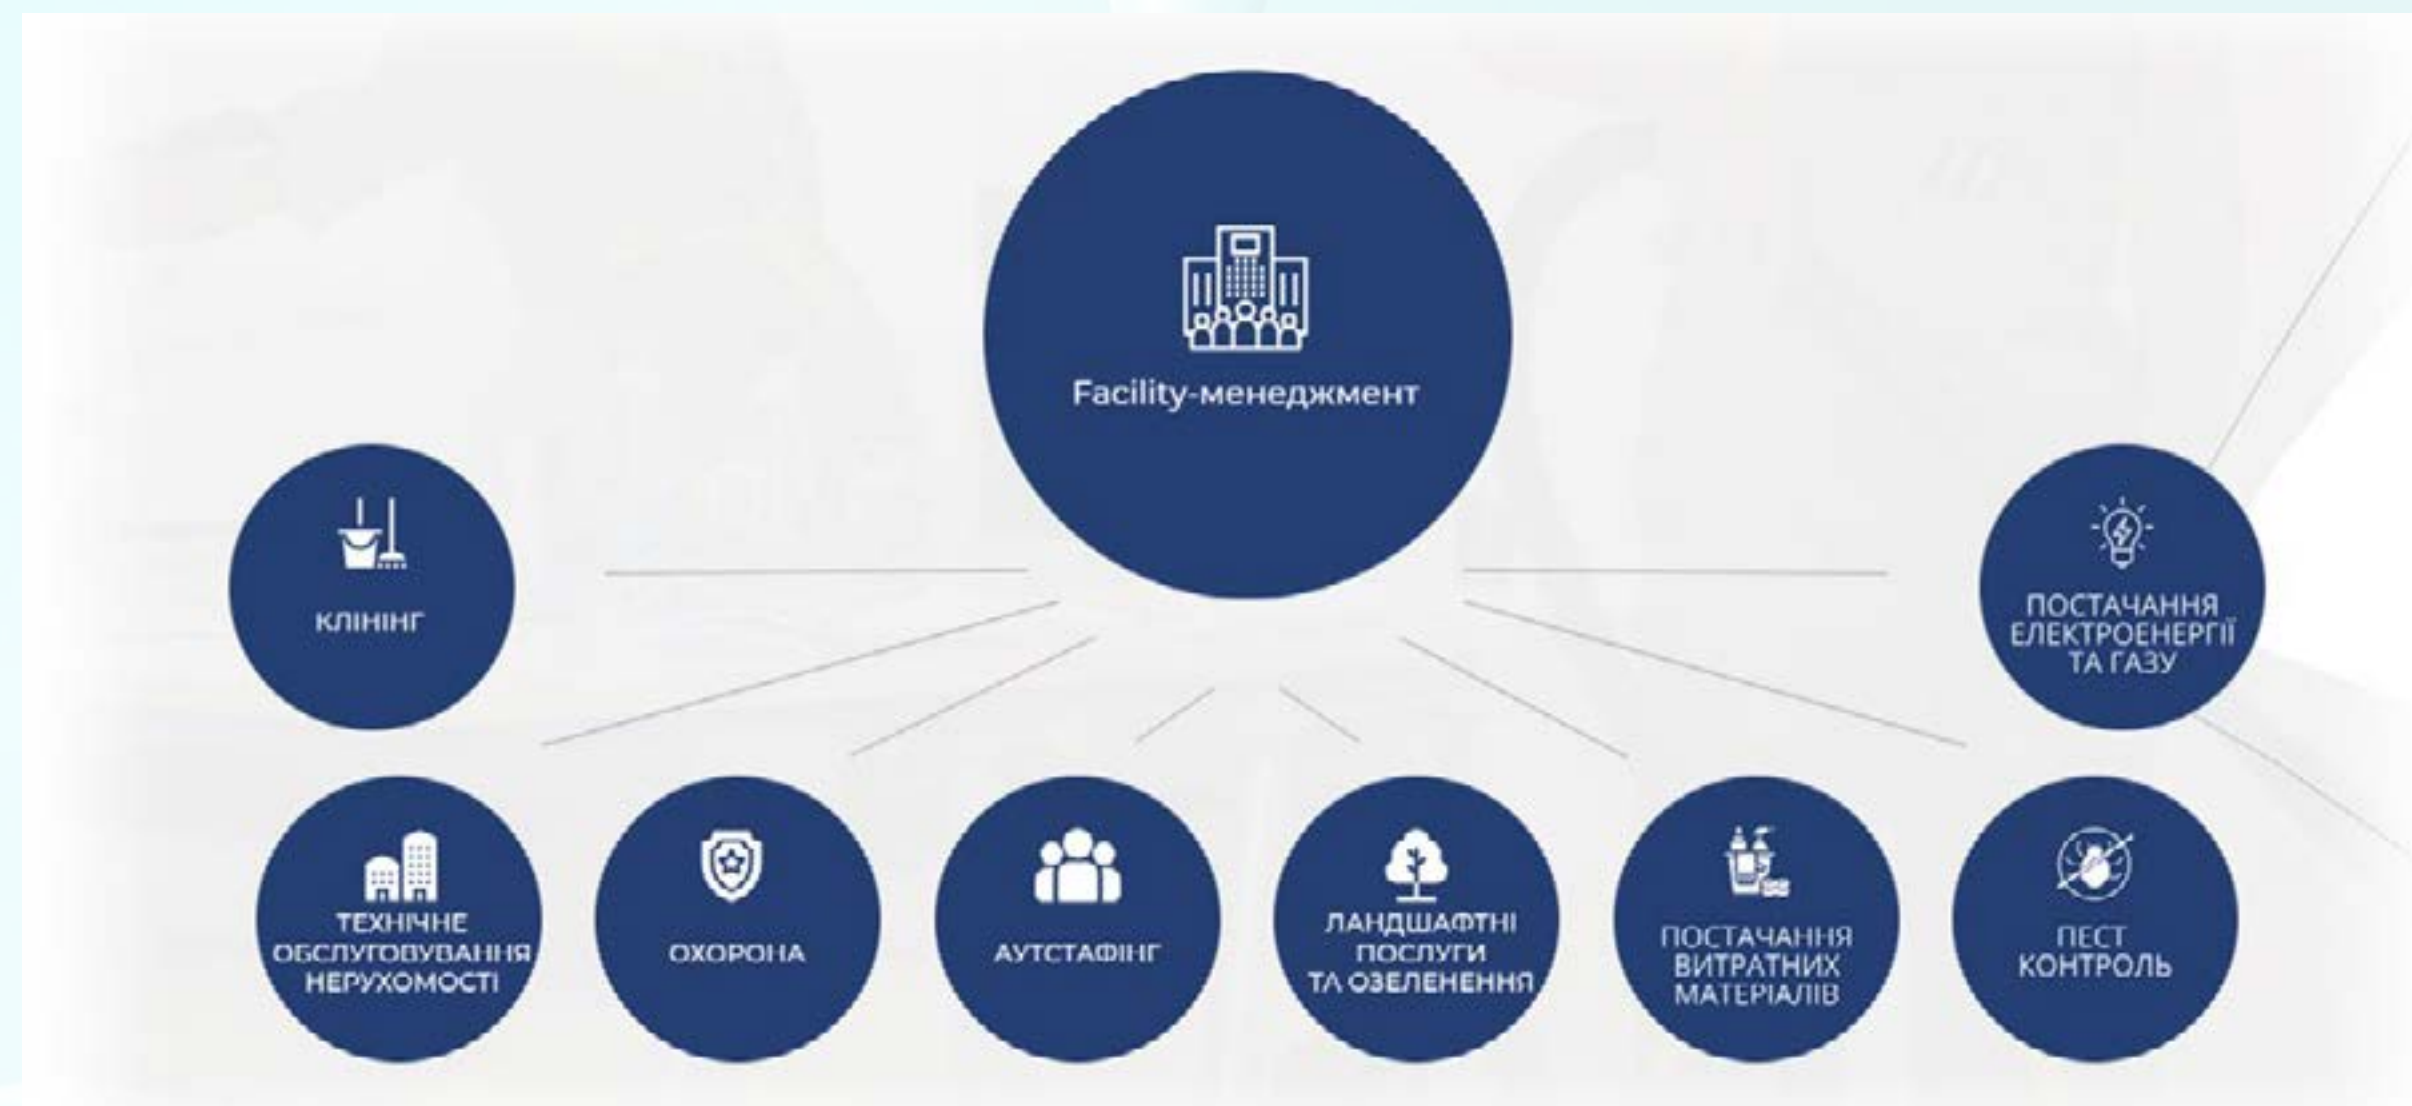 Facility-менеджмент
КЛІНІНГ
ПОСТАЧАННЯ
ЕЛЕКТРОЕНЕРГІЇ
ТА ГАЗУ
ТЕХНІЧНЕ
ОБСЛУГОВУВАННЯ
НЕРУХОМОСТІ
ОХОРОНА
АУТСТАФІНГ
ЛАНДШАФТНІ
ПОСЛУГИ
ТА ОЗЕЛЕНЕННЯ
ПОСТАЧАННЯ
ВИТРАТНИХ
МАТЕРІАЛІВ
ПЕСТ
КОНТРОЛЬ